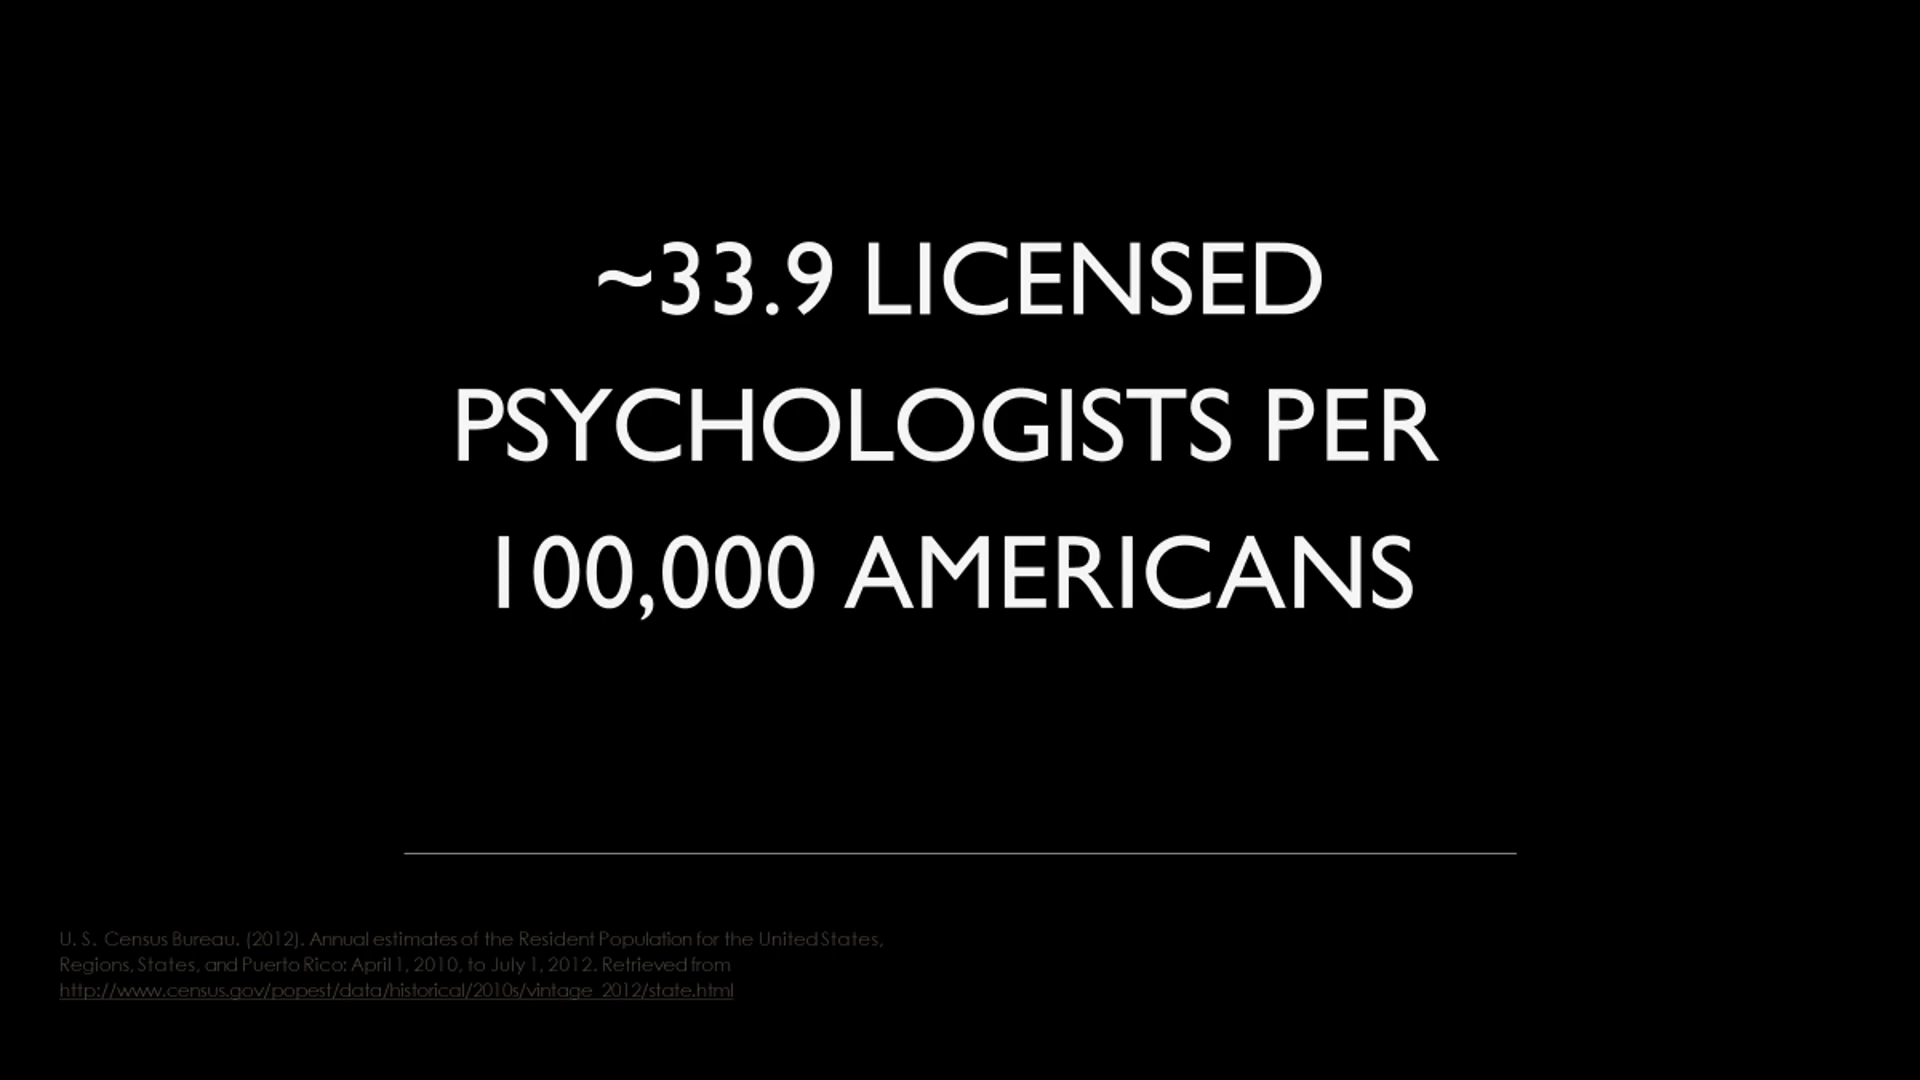 ~33.9 LICENSED
PSYCHOLOGISTS PER
100,000 AMERICANS
U. S. Census Bureau. (2012). Annual estimates of the Resident Population for the United States,
Regions, States, and Puerto Rico: April 1, 2010, to July 1, 2012. Retrieved from
http://www.census.gov/popest/data/historical/2010s/vintage_2012/state.html